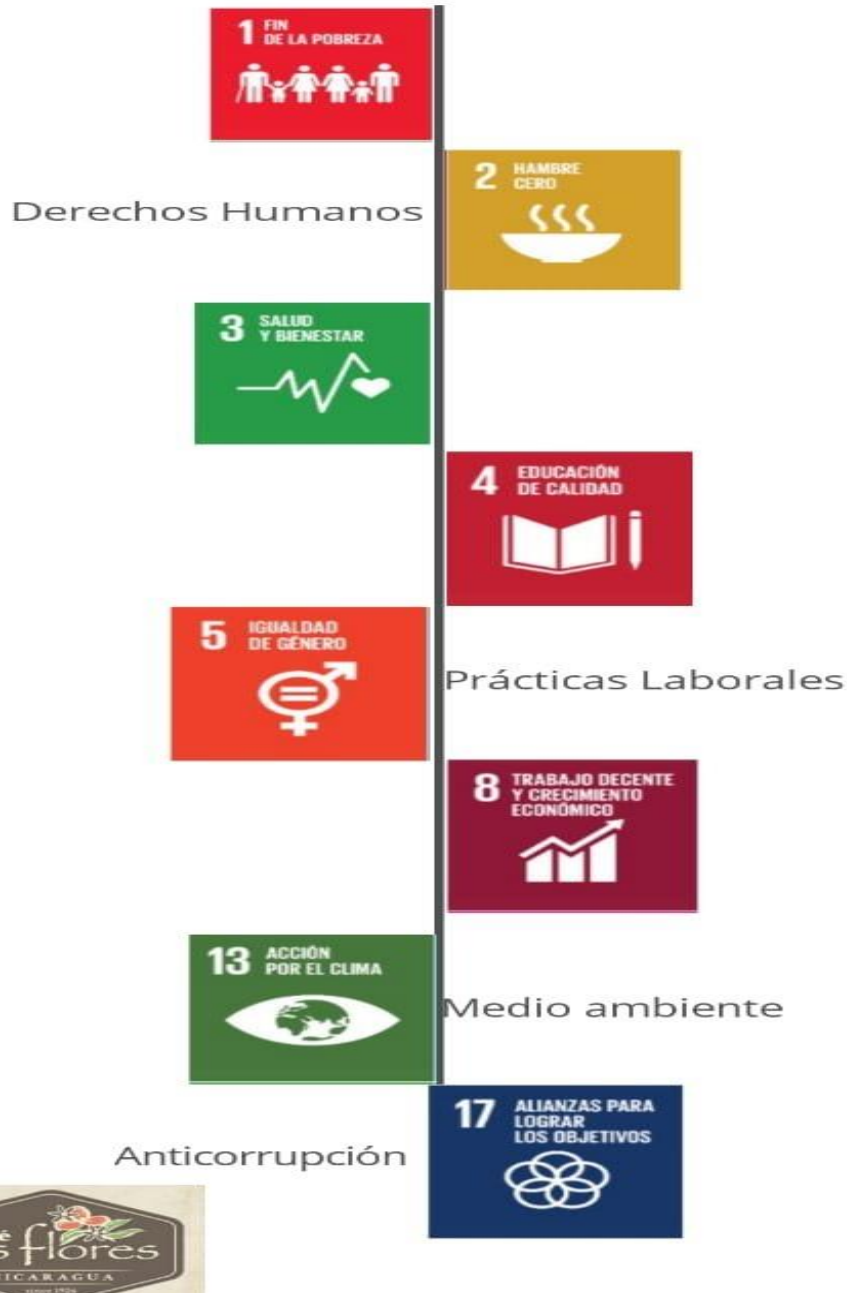 1 FIN
DE LA POBREZA
2 HAMBRE
CERO
Derechos Humanos
3 SALUD
Y BIENESTAR
4 EDUCACIÓN
DE CALIDAD
5 IGUALDAD
DE GÉNERO
Prácticas Laborales
8 TRABAJO DECENTE
Y CRECIMIENTO
ECONÓMICO
13 ACCIÓN
POR EL CLIMA
Medio ambiente
17 ALIANZAS PARA
LOGRAR
LOS OBJETIVOS
Anticorrupción
flores